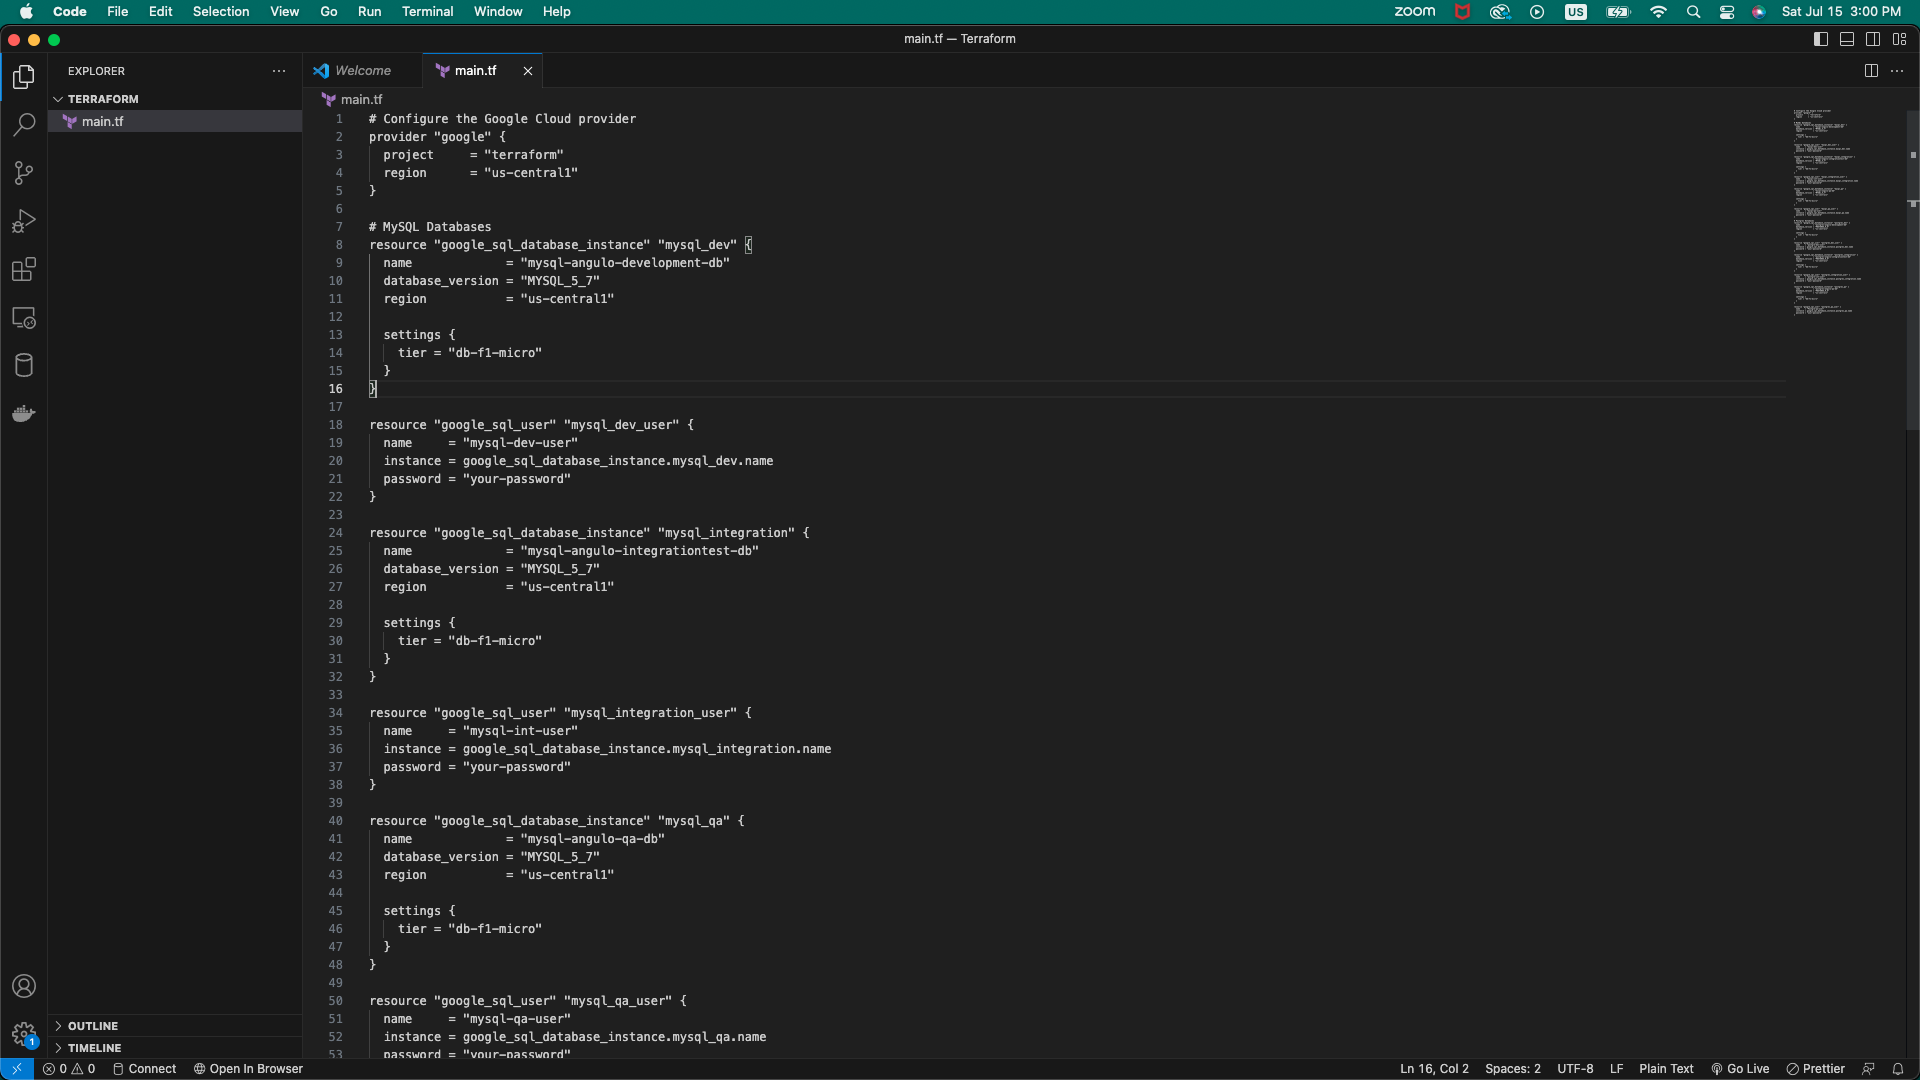 Code File Edit Selection View Go Run Terminal Window Help zoom US Sat Jul 15 3:00 PM
main.tf — Terraform
EXPLORER
Welcome
main.tf
TERRAFORM
main.tf
main.tf
1 # Configure the Google Cloud provider
2 provider "google" {
3 project = "terraform"
4 region = "us-central1"
5 }
6
7 # MySQL Databases
8 resource "google_sql_database_instance" "mysql_dev" {
9 name = "mysql-angulo-development-db"
10 database_version = "MYSQL_5_7"
11 region = "us-central1"
12
13 settings {
14 tier = "db-f1-micro"
15 }
16 }
17
18 resource "google_sql_user" "mysql_dev_user" {
19 name = "mysql-dev-user"
20 instance = google_sql_database_instance.mysql_dev.name
21 password = "your-password"
22 }
23
24 resource "google_sql_database_instance" "mysql_integration" {
25 name = "mysql-angulo-integrationtest-db"
26 database_version = "MYSQL_5_7"
27 region = "us-central1"
28
29 settings {
30 tier = "db-f1-micro"
31 }
32 }
33
34 resource "google_sql_user" "mysql_integration_user" {
35 name = "mysql-int-user"
36 instance = google_sql_database_instance.mysql_integration.name
37 password = "your-password"
38 }
39
40 resource "google_sql_database_instance" "mysql_qa" {
41 name = "mysql-angulo-qa-db"
42 database_version = "MYSQL_5_7"
43 region = "us-central1"
44
45 settings {
46 tier = "db-f1-micro"
47 }
48 }
49
50 resource "google_sql_user" "mysql_qa_user" {
51 name = "mysql-qa-user"
52 instance = google_sql_database_instance.mysql_qa.name
53 password = "your-password"
OUTLINE
1
TIMELINE
0 0 Connect Open In Browser Ln 16, Col 2 Spaces: 2 UTF-8 LF Plain Text Go Live Prettier